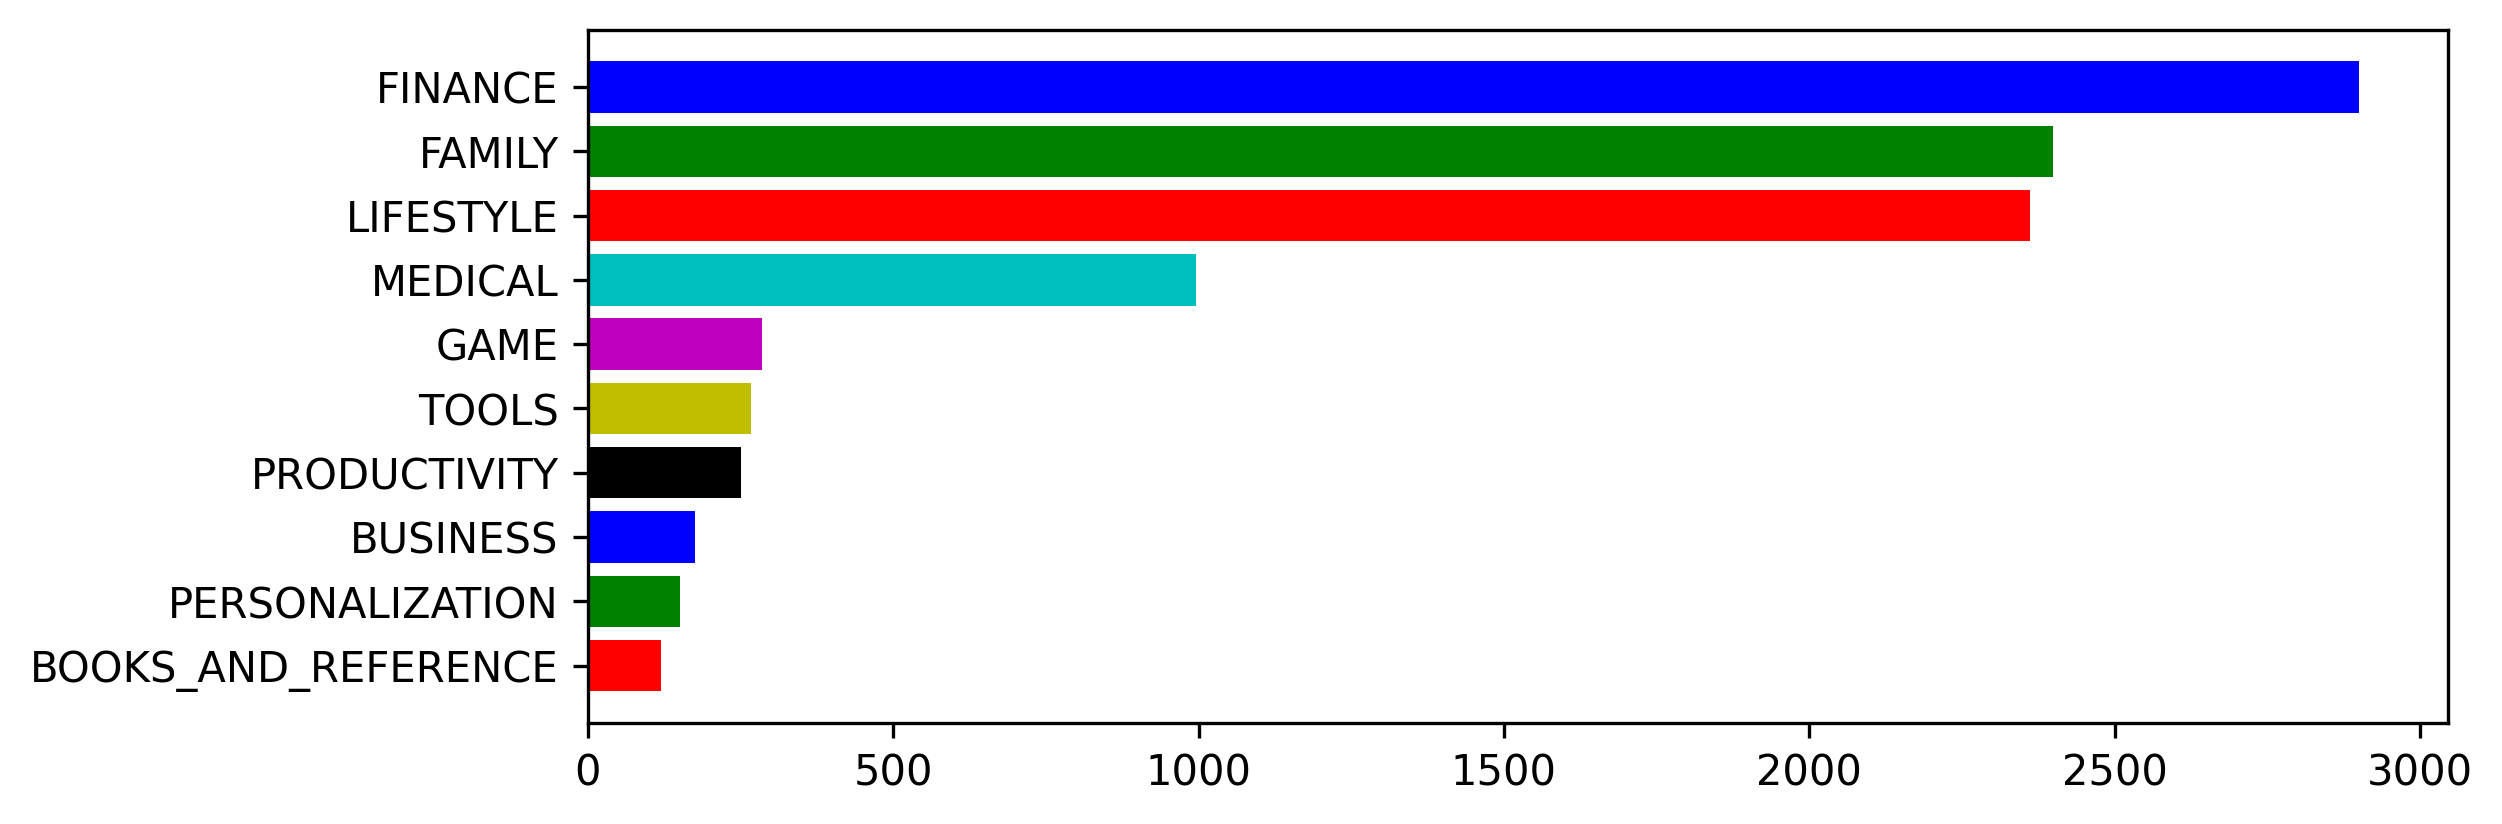 FINANCE
FAMILY
LIFESTYLE
MEDICAL
GAME
TOOLS
PRODUCTIVITY
BUSINESS
PERSONALIZATION
BOOKS_AND_REFERENCE
0 500 1000 1500 2000 2500 3000